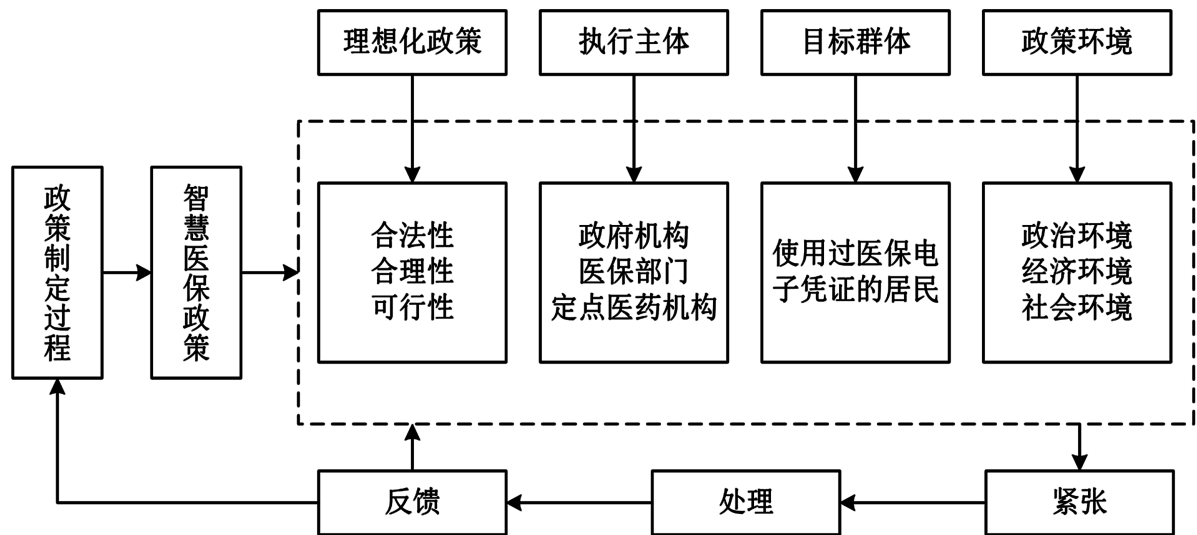 理想化政策
执行主体
目标群体
政策环境
政策制定过程
智慧医保政策
合法性
合理性
可行性
政府机构
医保部门
定点医药机构
使用过医保电
子凭证的居民
政治环境
经济环境
社会环境
反馈
处理
紧张